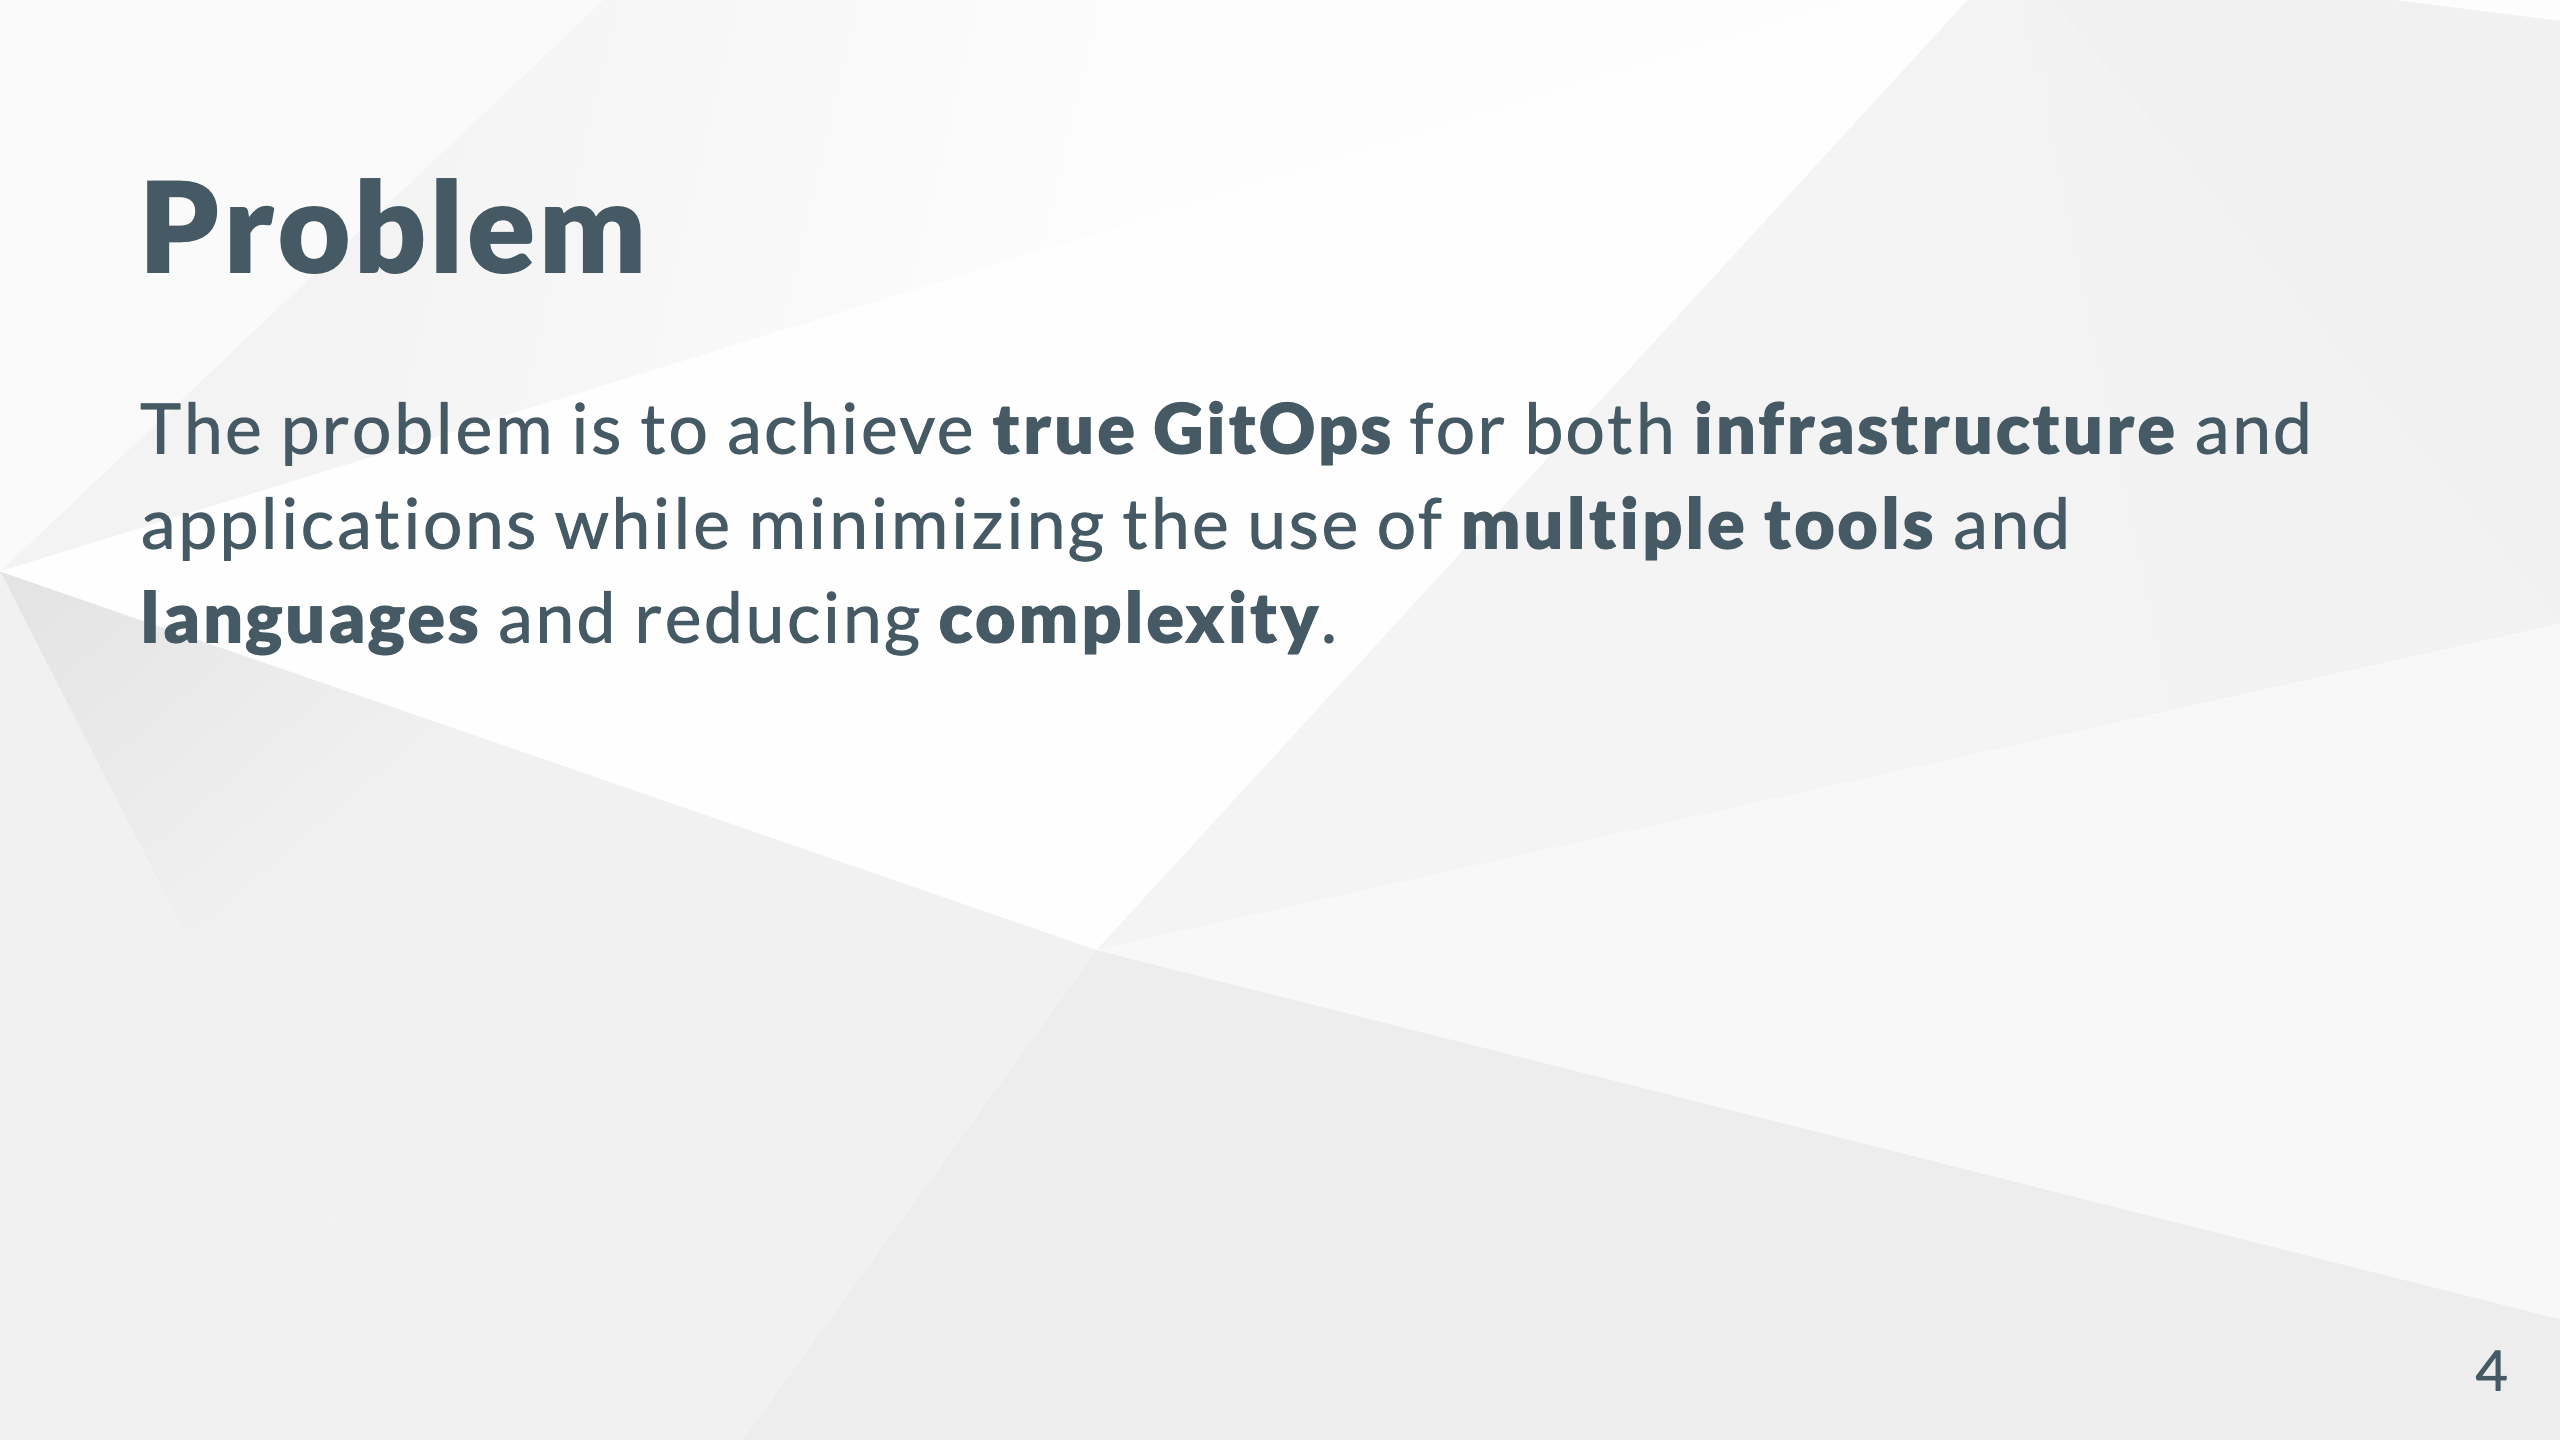 Problem
The problem is to achieve true GitOps for both infrastructure and
applications while minimizing the use of multiple tools and
languages and reducing complexity.
4